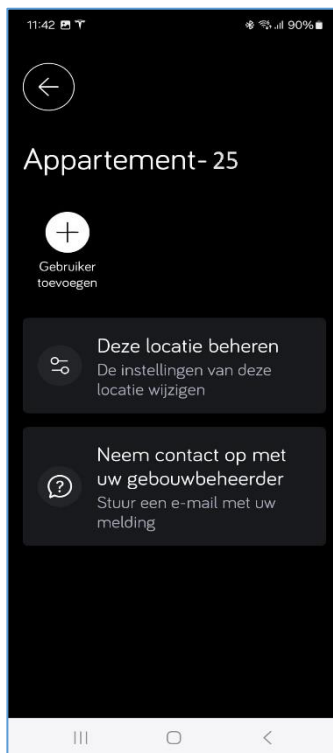 11:42 90%
Appartement-25
Gebruiker
toevoegen
Deze locatie beheren
De instellingen van deze
locatie wijzigen
Neem contact op met
uw gebouwbeheerder
Stuur een e-mail met uw
melding